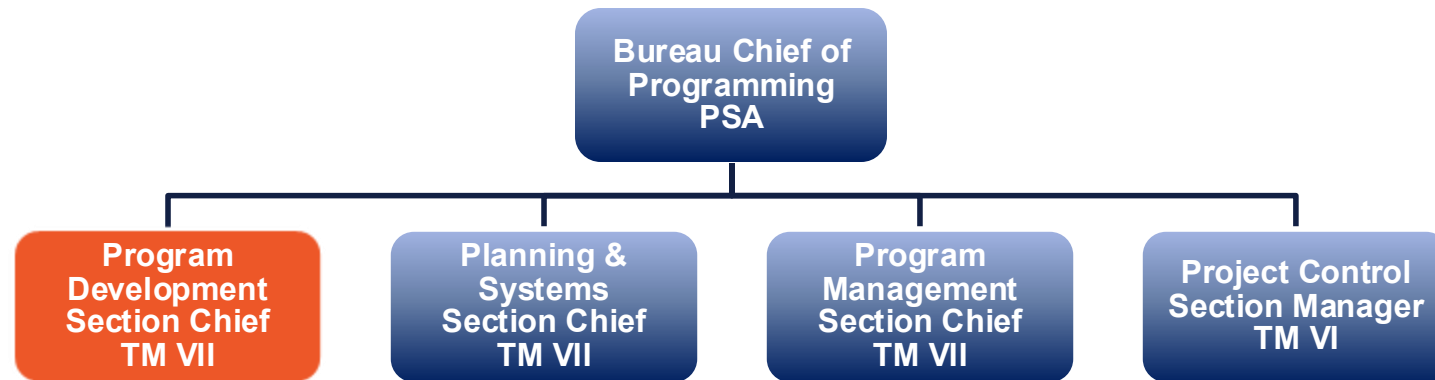 Bureau Chief of
Programming
PSA
Program
Development
Section Chief
TM VII
Planning &
Systems
Section Chief
TM VII
Program
Management
Section Chief
TM VII
Project Control
Section Manager
TM VI